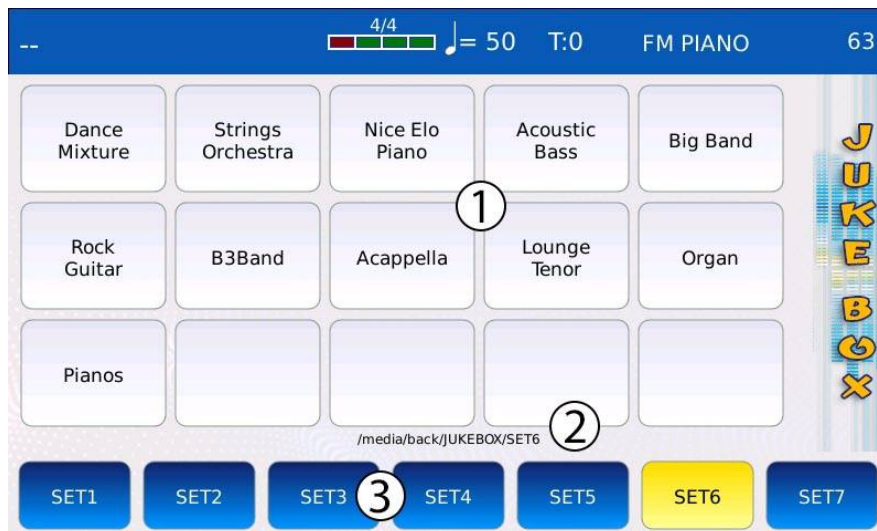 --
4/4
= 50
T:0
FM PIANO
63
Dance
Mixture
Strings
Orchestra
Nice Elo
Piano
Acoustic
Bass
Big Band
1
Rock
Guitar
B3Band
Acappella
Lounge
Tenor
Organ
Pianos
/media/back/JUKEBOX/SET6
2
SET1
SET2
SET3
3
SET4
SET5
SET6
SET7
JUKE BOX